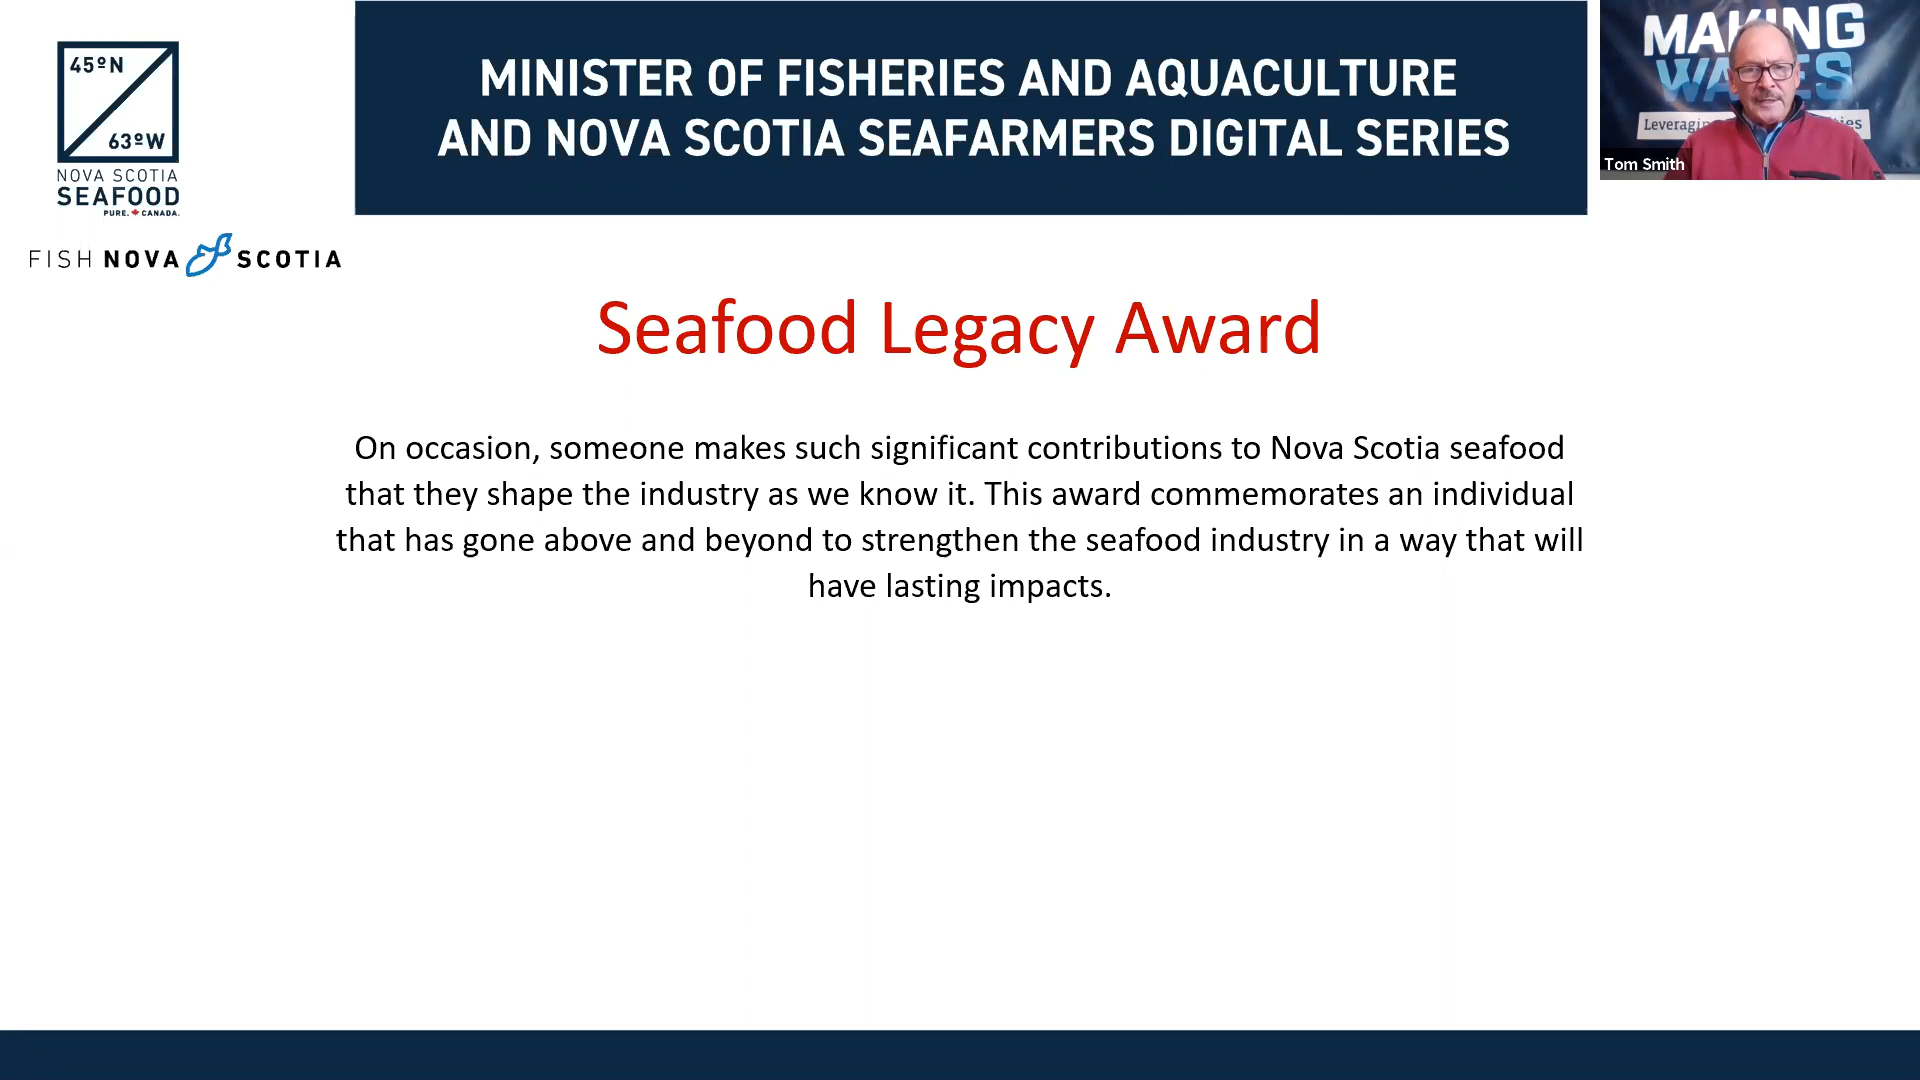 45ºN
63ºW
NOVA SCOTIA
SEAFOOD
PURE. CANADA.
FISH NOVA SCOTIA
MINISTER OF FISHERIES AND AQUACULTURE
AND NOVA SCOTIA SEAFARMERS DIGITAL SERIES
Tom Smith
Seafood Legacy Award
On occasion, someone makes such significant contributions to Nova Scotia seafood
that they shape the industry as we know it. This award commemorates an individual
that has gone above and beyond to strengthen the seafood industry in a way that will
have lasting impacts.